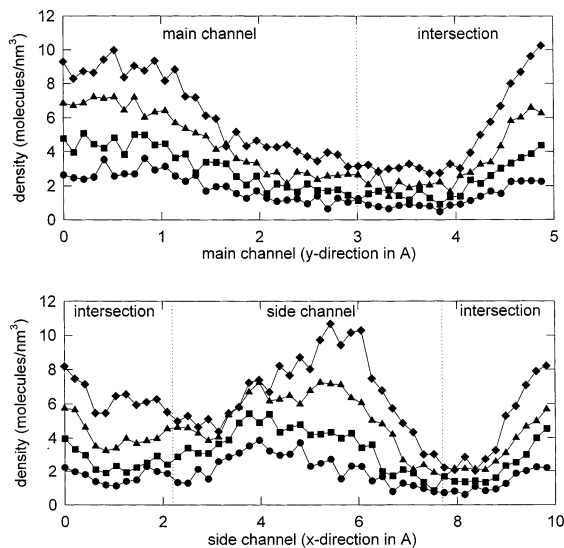 12
10
8
6
4
2
0
density (molecules/nm³)
main channel
intersection
0 1 2 3 4 5
main channel (y-direction in A)
12
10
8
6
4
2
0
density (molecules/nm³)
intersection side channel intersection
0 2 4 6 8 10
side channel (x-direction in A)